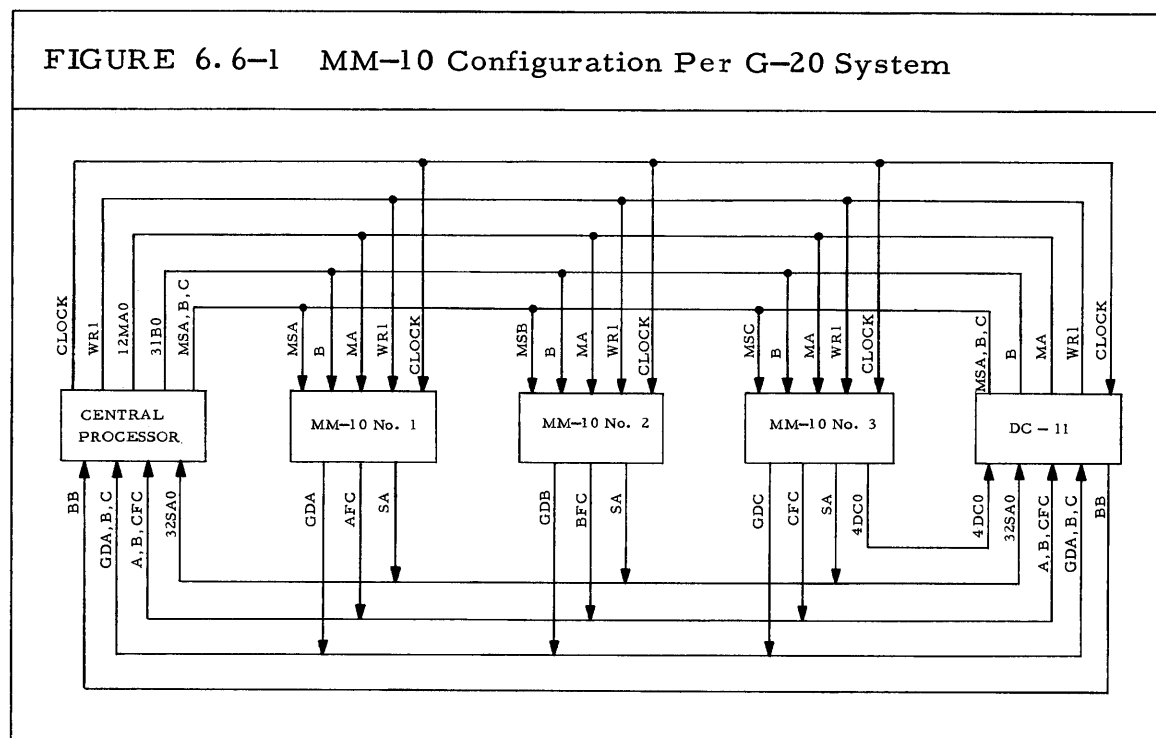 FIGURE 6.6-1 MM-10 Configuration Per G-20 System
CLOCK
WR1
12MA0
31B0
MSA, B, C
MSA
B
MA
WR1
CLOCK
MSB
B
MA
WR1
CLOCK
MSC
B
MA
WR1
CLOCK
MSA, B, C
B
MA
WR1
CLOCK
CENTRAL
PROCESSOR
MM-10 No. 1
MM-10 No. 2
MM-10 No. 3
DC - 11
BB
GDA, B, C
A, B, CFC
32SA0
GDA
AFC
SA
GDB
BFC
SA
GDC
CFC
SA
4DC0
4DC0
32SA0
A, B, CFC
GDA, B, C
BB